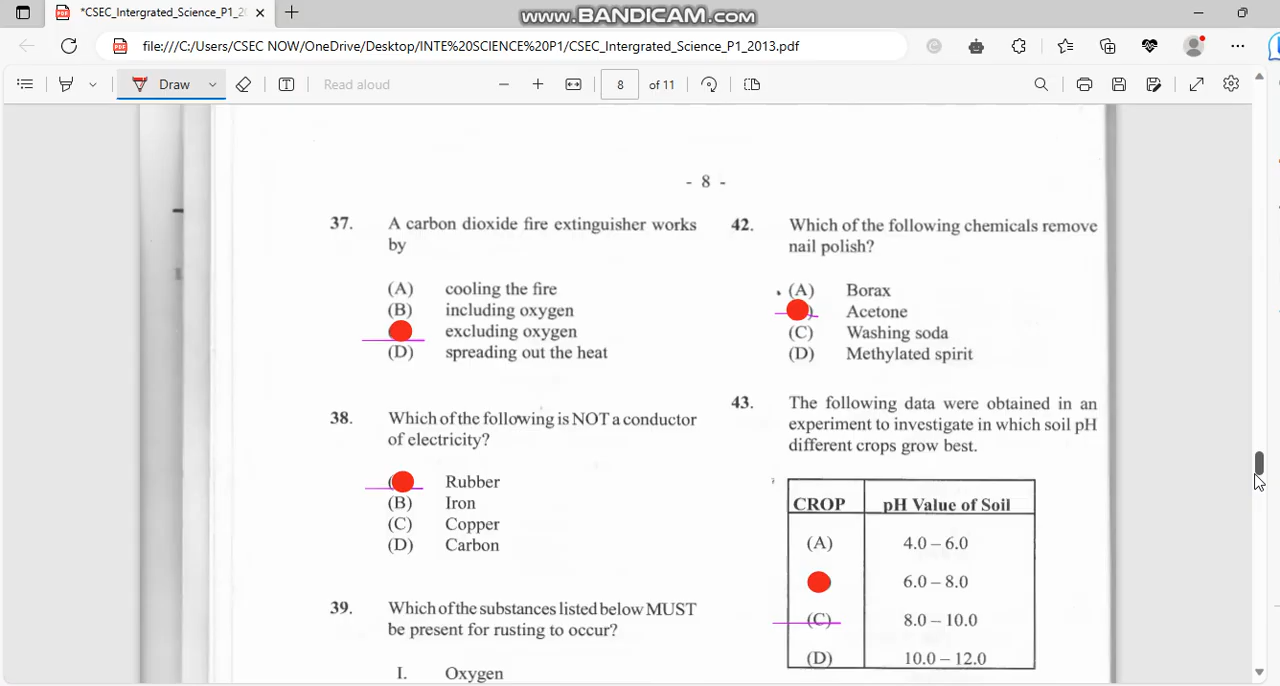 *CSEC_Intergrated_Science_P1_2
www.BANDICAM.com
file:///C:/Users/CSEC NOW/OneDrive/Desktop/INTE%20SCIENCE%20P1/CSEC_Intergrated_Science_P1_2013.pdf
Draw
Read aloud
8 of 11
- 8 -
37. A carbon dioxide fire extinguisher works
by
(A) cooling the fire
(B) including oxygen
excluding oxygen
(D) spreading out the heat
38. Which of the following is NOT a conductor
of electricity?
( Rubber
(B) Iron
(C) Copper
(D) Carbon
39. Which of the substances listed below MUST
be present for rusting to occur?
I. Oxygen
42. Which of the following chemicals remove
nail polish?
(A) Borax
) Acetone
(C) Washing soda
(D) Methylated spirit
43. The following data were obtained in an
experiment to investigate in which soil pH
different crops grow best.
CROP pH Value of Soil
(A) 4.0 – 6.0
6.0 – 8.0
(C) 8.0 – 10.0
(D) 10.0 – 12.0